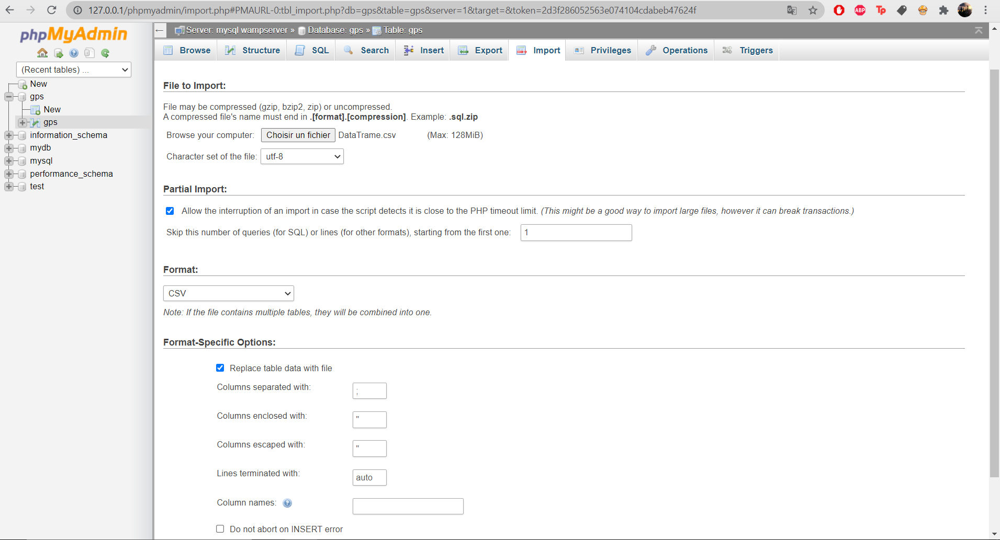 127.0.0.1/phpmyadmin/import.php#PMAURL-0:tbl_import.php?db=gps&table=gps&server=1&target=&token=2d3f286052563e074104cdabeb47624f
ABP
Tp
phpMyAdmin
(Recent tables) ...
New
gps
New
gps
information_schema
mydb
mysql
performance_schema
test
Server: mysql wampserver » Database: gps » Table: gps
Browse Structure SQL Search Insert Export Import Privileges Operations Triggers
File to Import:
File may be compressed (gzip, bzip2, zip) or uncompressed.
A compressed file's name must end in .[format].[compression]. Example: .sql.zip
Browse your computer: Choisir un fichier DataTrame.csv (Max: 128MiB)
Character set of the file: utf-8
Partial Import:
Allow the interruption of an import in case the script detects it is close to the PHP timeout limit. (This might be a good way to import large files, however it can break transactions.)
Skip this number of queries (for SQL) or lines (for other formats), starting from the first one: 1
Format:
CSV
Note: If the file contains multiple tables, they will be combined into one.
Format-Specific Options:
Replace table data with file
Columns separated with: ;
Columns enclosed with: "
Columns escaped with: "
Lines terminated with: auto
Column names:
Do not abort on INSERT error